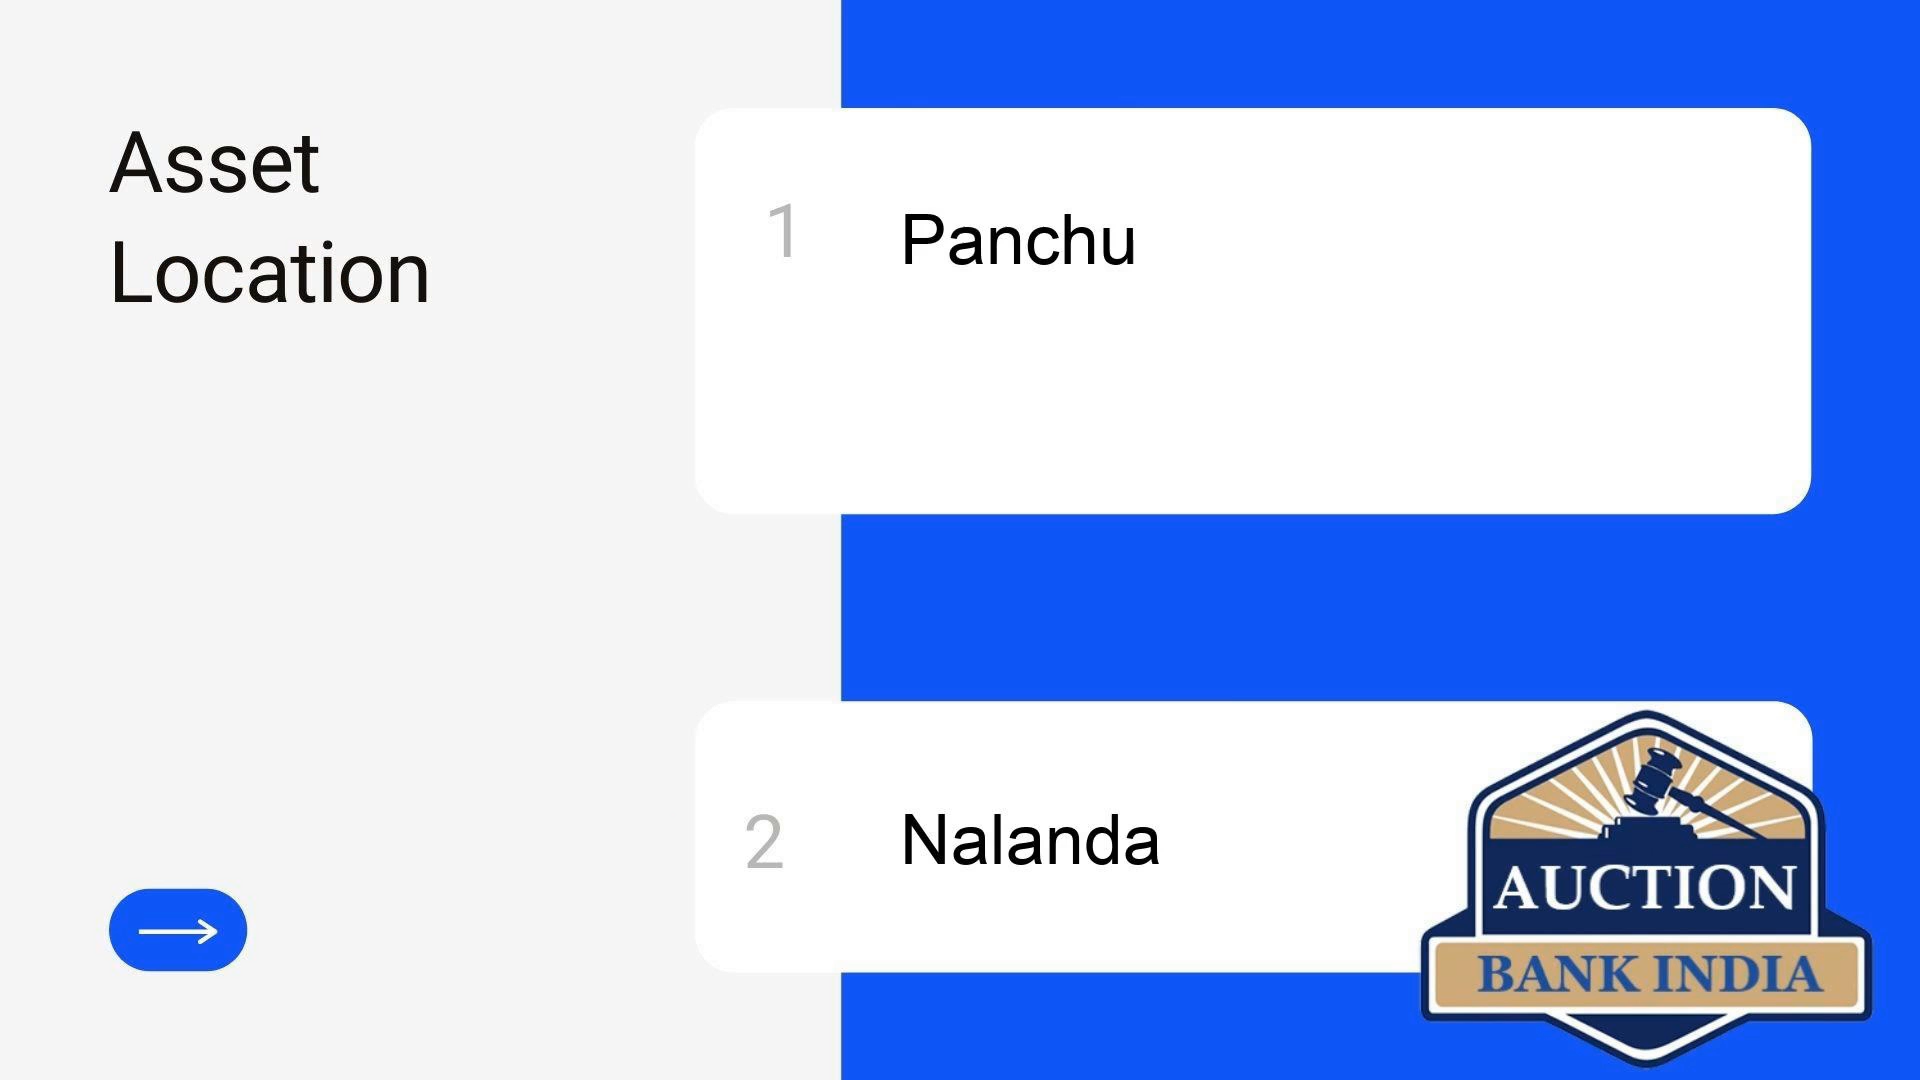 Asset
Location
1
Panchu
2
Nalanda
AUCTION
BANK INDIA